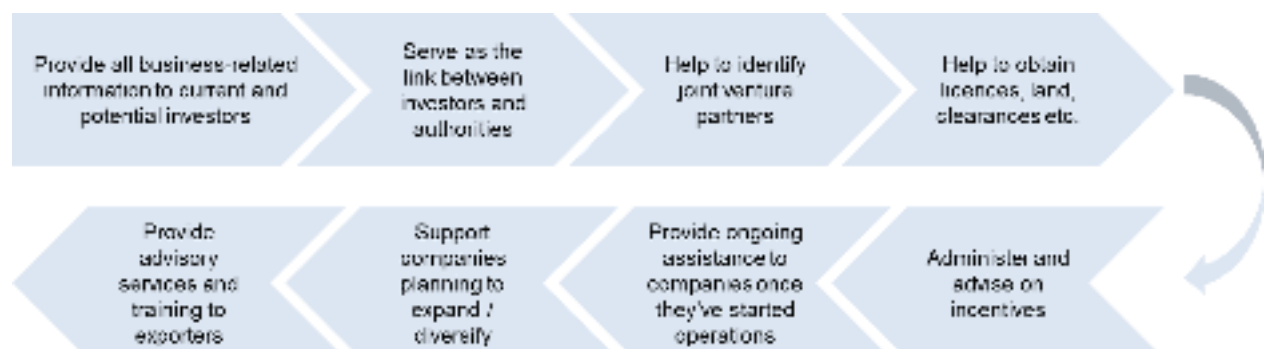 Provide all business-related
information to current and
potential investors
Serve as the
link between
investors and
authorities
Help to identify
joint venture
partners
Help to obtain
licences, land,
clearances etc.
Administer and
advise on
incentives
Provide ongoing
assistance to
companies once
they've started
operations
Support
companies
planning to
expand /
diversify
Provide
advisory
services and
training to
exporters